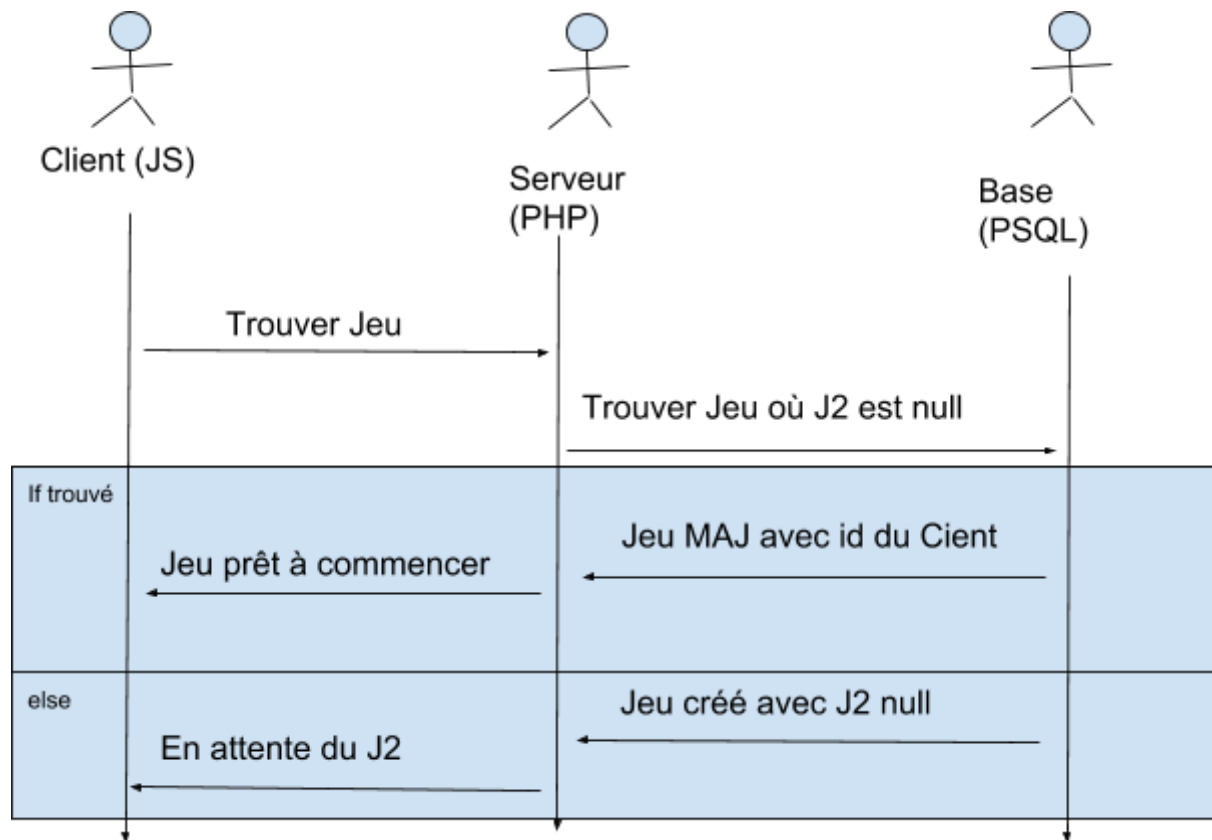 Client (JS)
Serveur
(PHP)
Base
(PSQL)
Trouver Jeu
Trouver Jeu où J2 est null
If trouvé
Jeu MAJ avec id du Cient
Jeu prêt à commencer
else
Jeu créé avec J2 null
En attente du J2